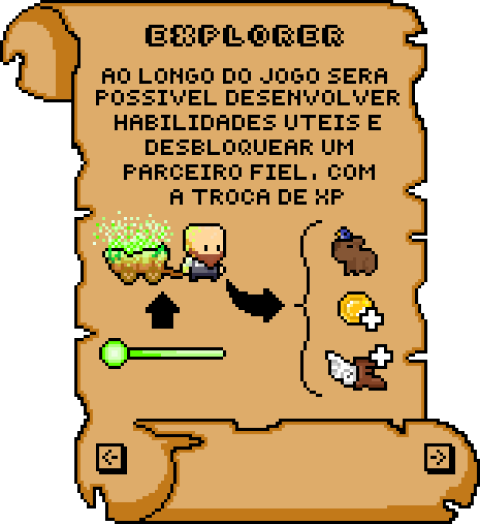 EXPLORER
AO LONGO DO JOGO SERA
POSSIVEL DESENVOLVER
HABILIDADES UTEIS E
DESBLOQUEAR UM
PARCEIRO FIEL. COM
A TROCA DE XP